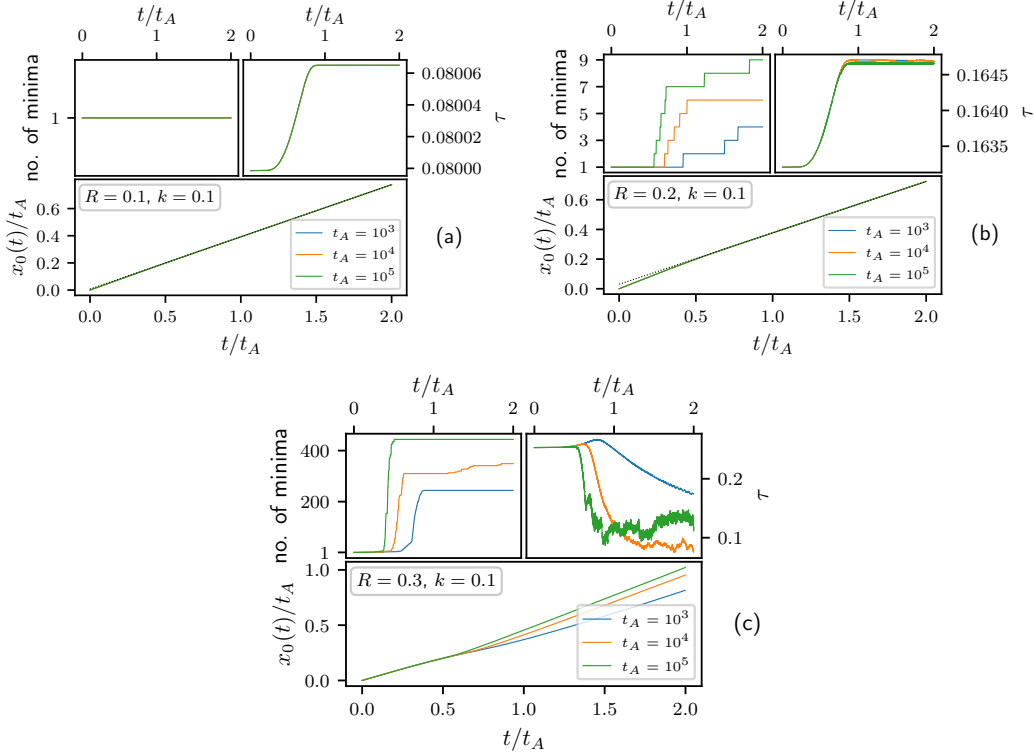 t/t_A t/t_A
0 1 2 0 1 2
no. of minima
1
0.08006
0.08004
0.08002
0.08000
τ
x_0(t)/t_A
0.6
0.4
0.2
0.0
R = 0.1, k = 0.1
t_A = 10^3
t_A = 10^4
t_A = 10^5
0.0 0.5 1.0 1.5 2.0
t/t_A
(a)
t/t_A t/t_A
0 1 2 0 1 2
no. of minima
9
7
5
3
1
0.1645
0.1640
0.1635
τ
x_0(t)/t_A
0.6
0.4
0.2
0.0
R = 0.2, k = 0.1
t_A = 10^3
t_A = 10^4
t_A = 10^5
0.0 0.5 1.0 1.5 2.0
t/t_A
(b)
t/t_A t/t_A
0 1 2 0 1 2
no. of minima
400
200
1
0.2
0.1
τ
x_0(t)/t_A
1.0
0.5
0.0
R = 0.3, k = 0.1
t_A = 10^3
t_A = 10^4
t_A = 10^5
0.0 0.5 1.0 1.5 2.0
t/t_A
(c)